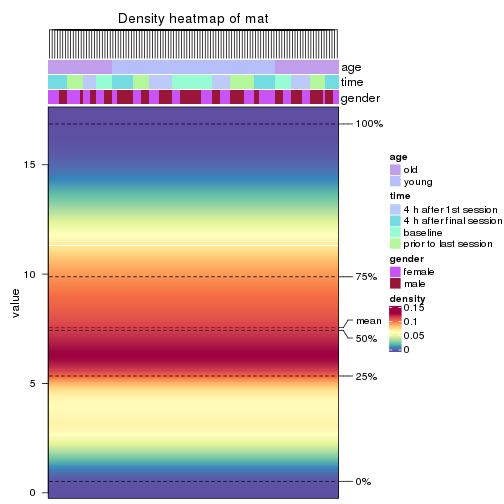 Density heatmap of mat
age
time
gender
100%
75%
mean
50%
25%
0%
value
15
10
5
0
age
old
young
time
4 h after 1st session
4 h after final session
baseline
prior to last session
gender
female
male
density
0.15
0.1
0.05
0